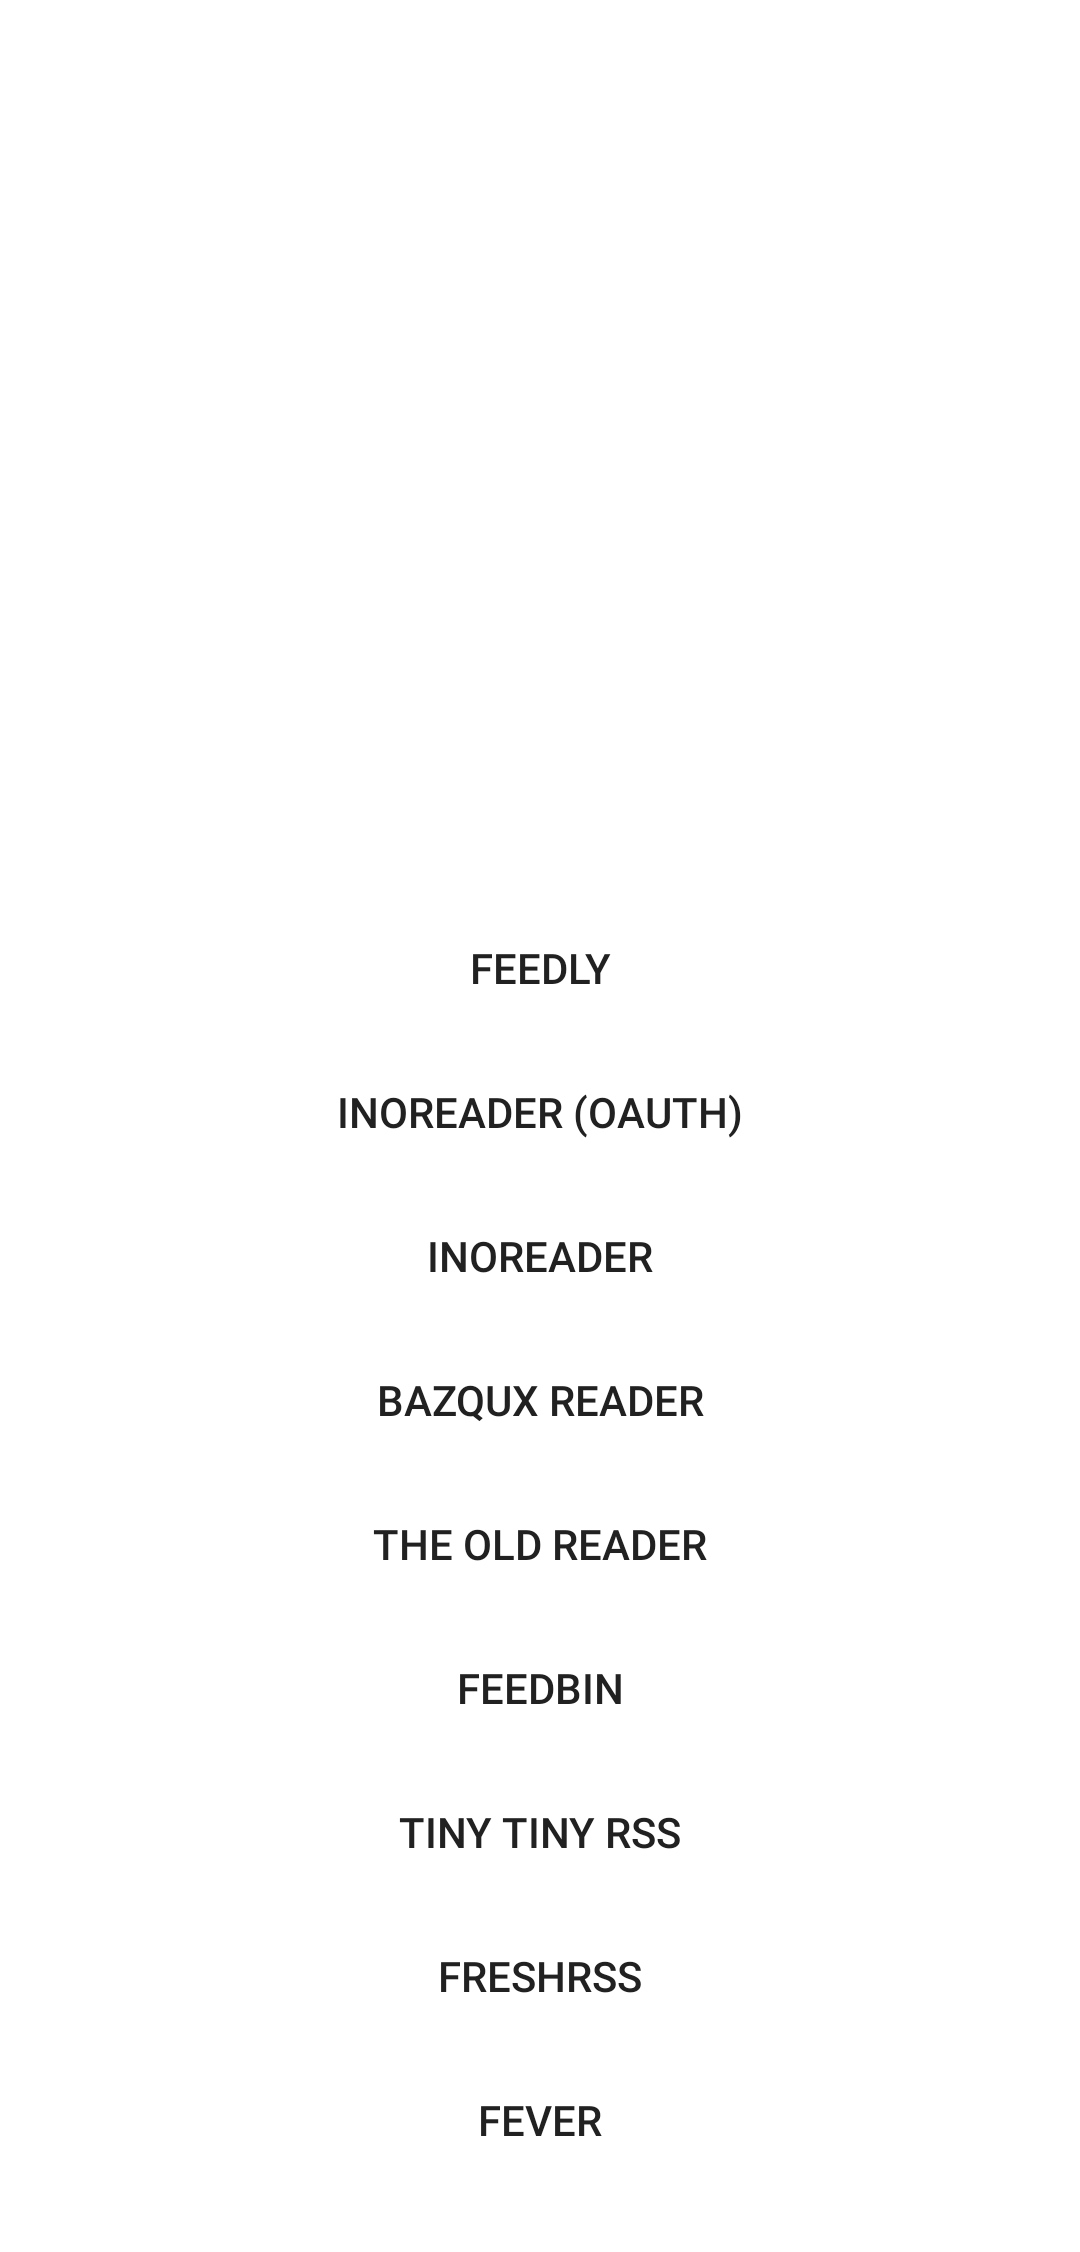 FEEDLY
INOREADER (OAUTH)
INOREADER
BAZQUX READER
THE OLD READER
FEEDBIN
TINY TINY RSS
FRESHRSS
FEVER